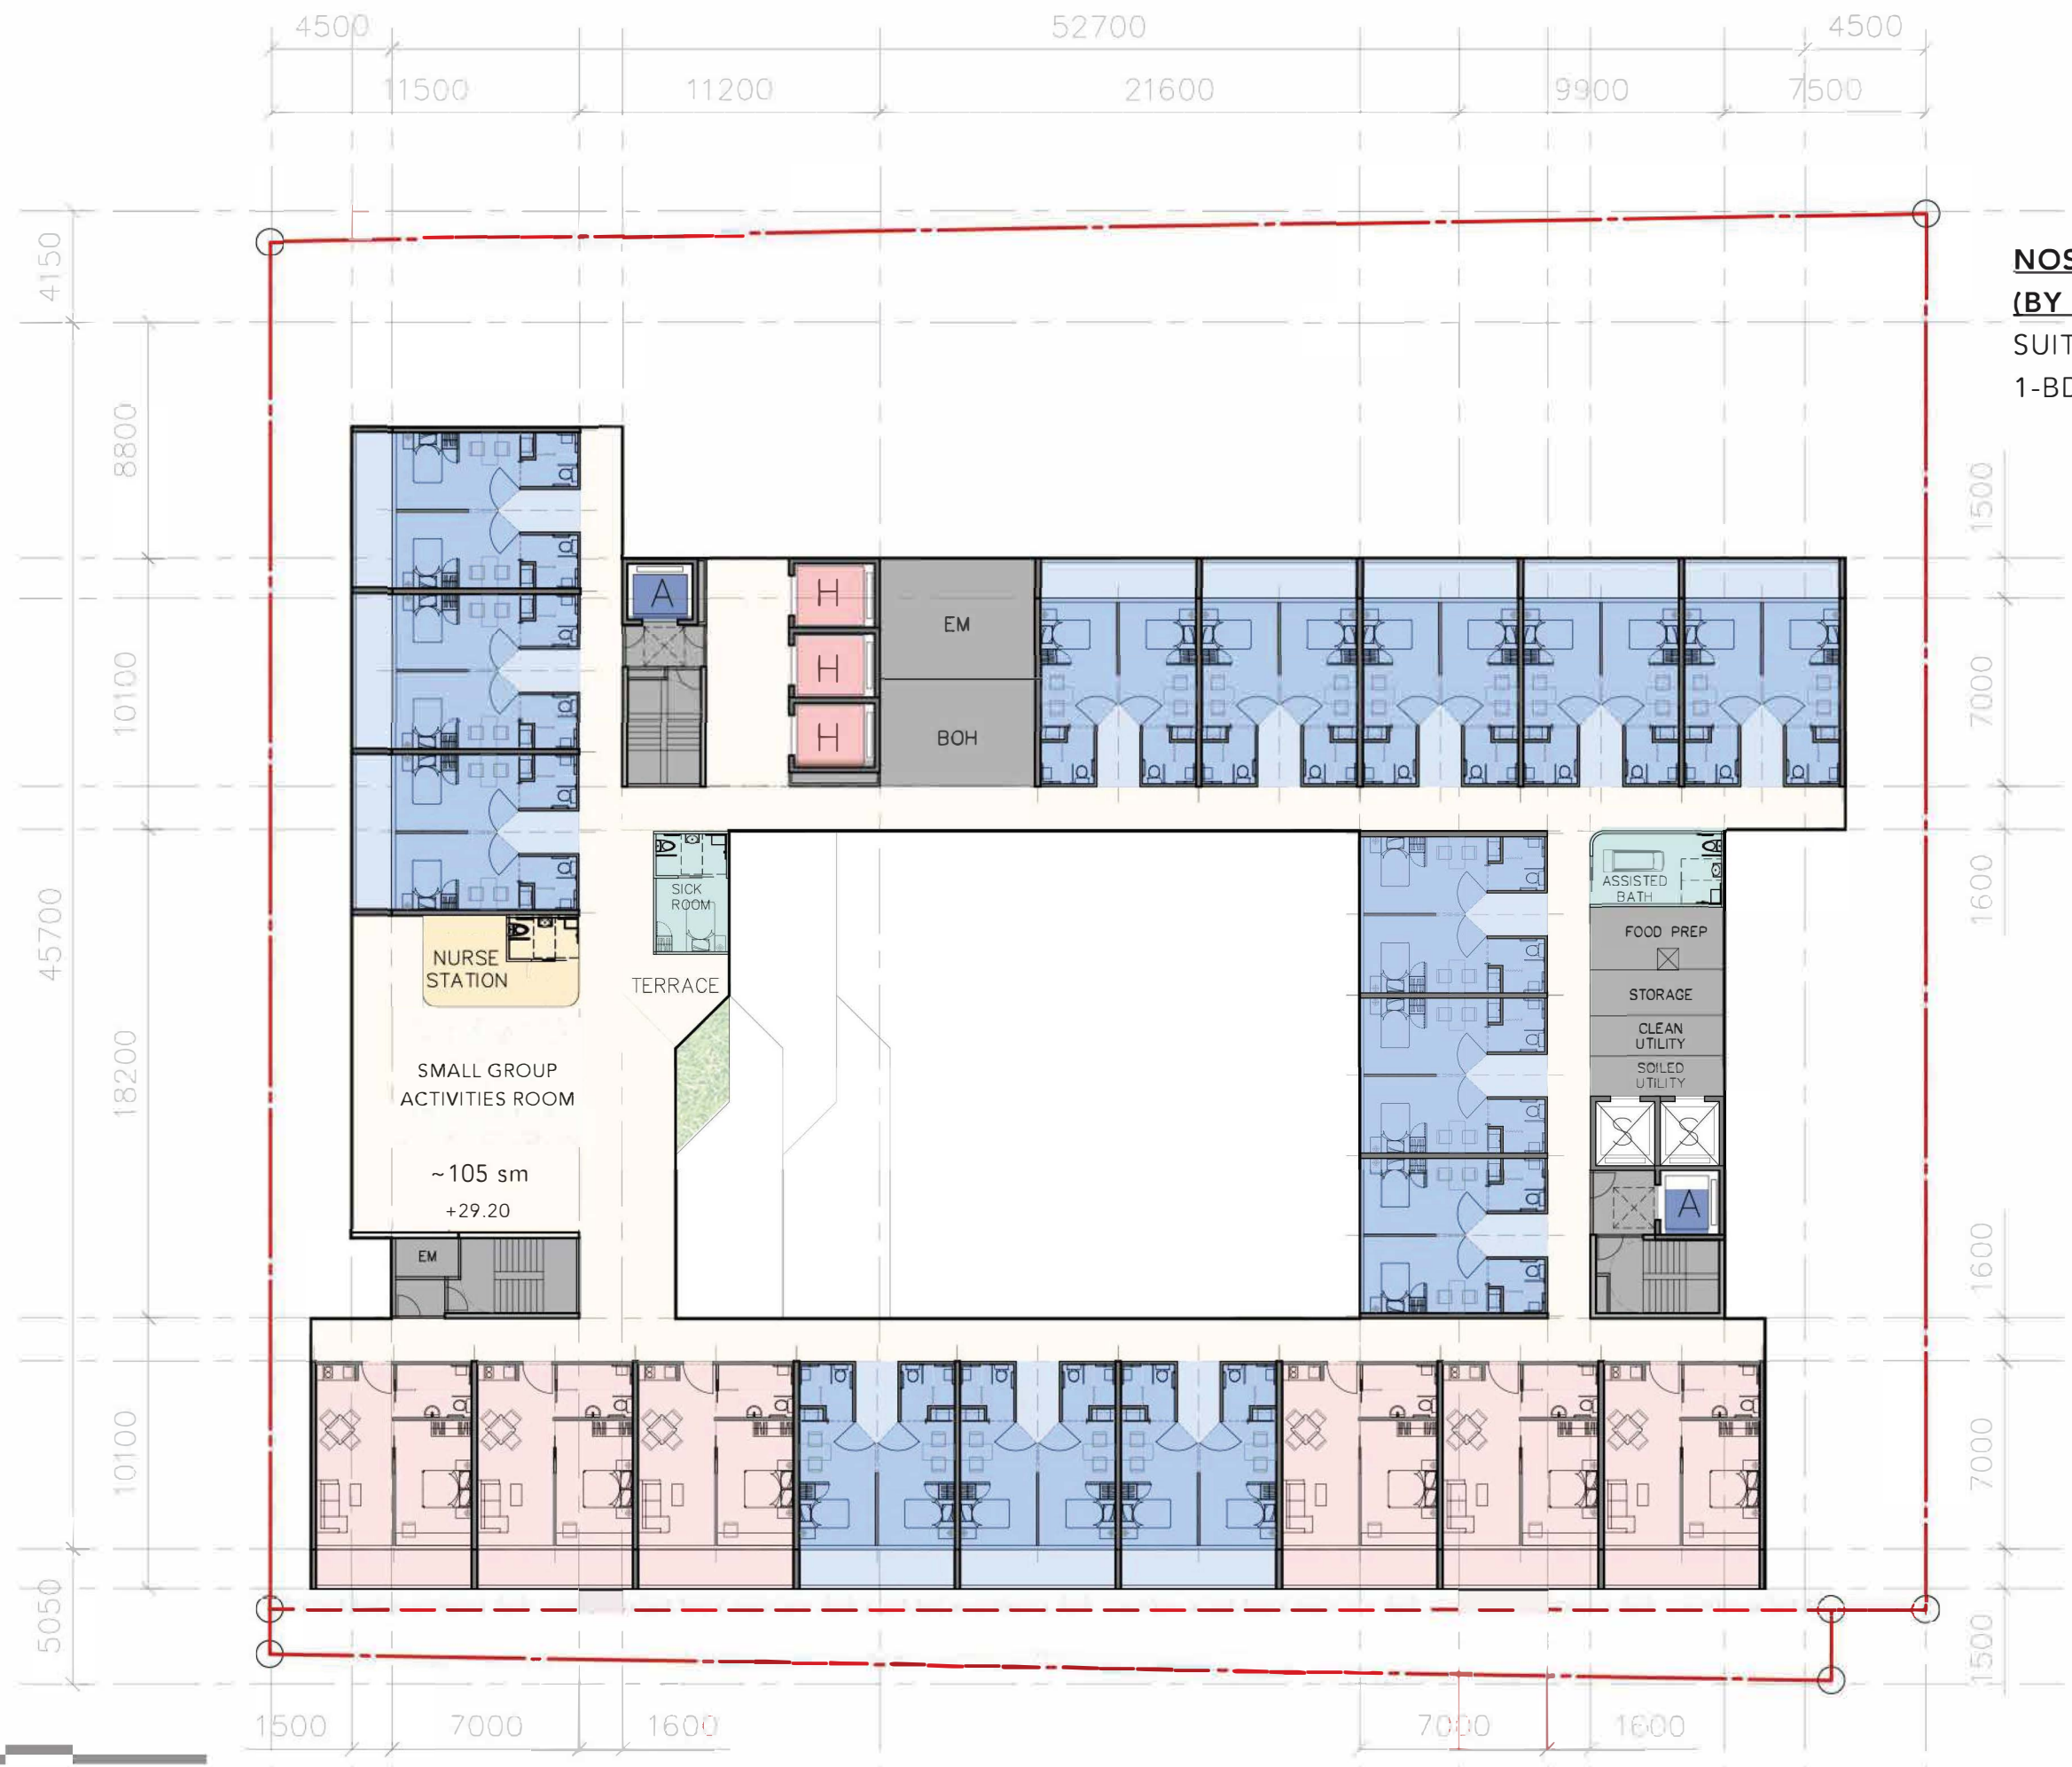 4500
52700
4500
11500
11200
21600
9900
7500
4150
8800
10100
45700
18200
10100
5050
1500
7000
1600
1600
7000
1500
NOS
(BY
SUIT
1-BD
A
H
H
H
EM
BOH
SICK
ROOM
ASSISTED
BATH
FOOD PREP
NURSE
STATION
TERRACE
STORAGE
CLEAN
UTILITY
SOILED
UTILITY
SMALL GROUP
ACTIVITIES ROOM
~105 sm
+29.20
S
S
A
EM
1500
7000
1600
7000
1600